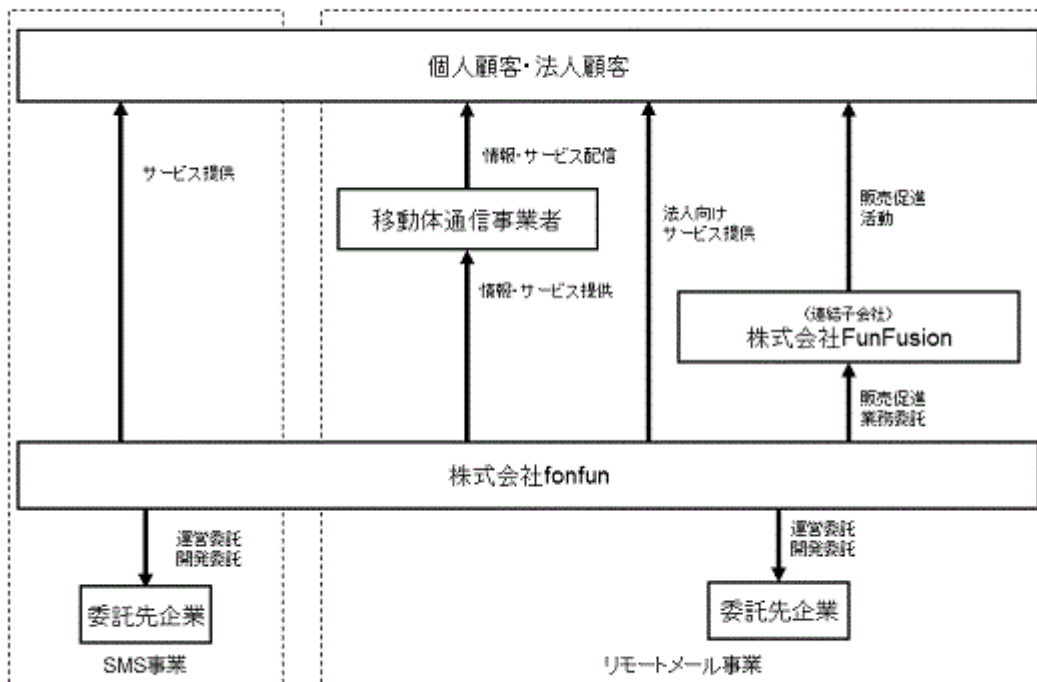 個人顧客・法人顧客
サービス提供
情報・サービス配信
移動体通信事業者
法人向け
サービス提供
販売促進
活動
情報・サービス提供
（連結子会社）
株式会社FunFusion
販売促進
業務委託
株式会社fonfun
運営委託
開発委託
運営委託
開発委託
委託先企業
委託先企業
SMS事業
リモートメール事業